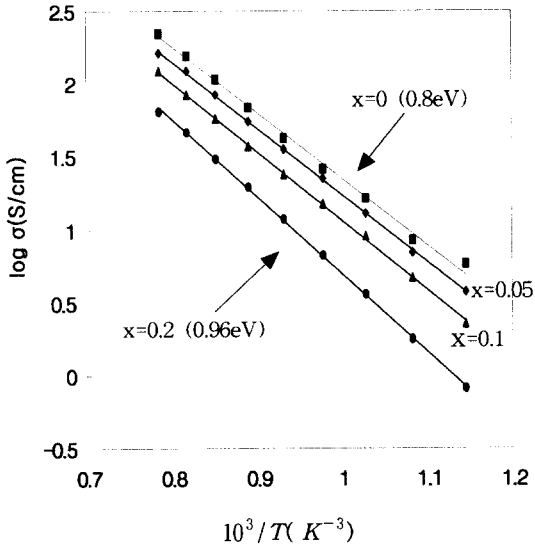 2.5
2
1.5
1
0.5
0
−0.5
log σ(S/cm)
x=0 (0.8eV)
x=0.05
x=0.1
x=0.2 (0.96eV)
0.7 0.8 0.9 1 1.1 1.2
10³/T( K⁻³)